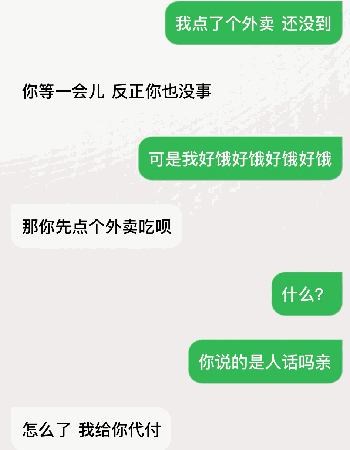 我点了个外卖 还没到
你等一会儿 反正你也没事
可是我好饿好饿好饿好饿
那你先点个外卖吃呗
什么？
你说的是人话吗亲
怎么了 我给你代付